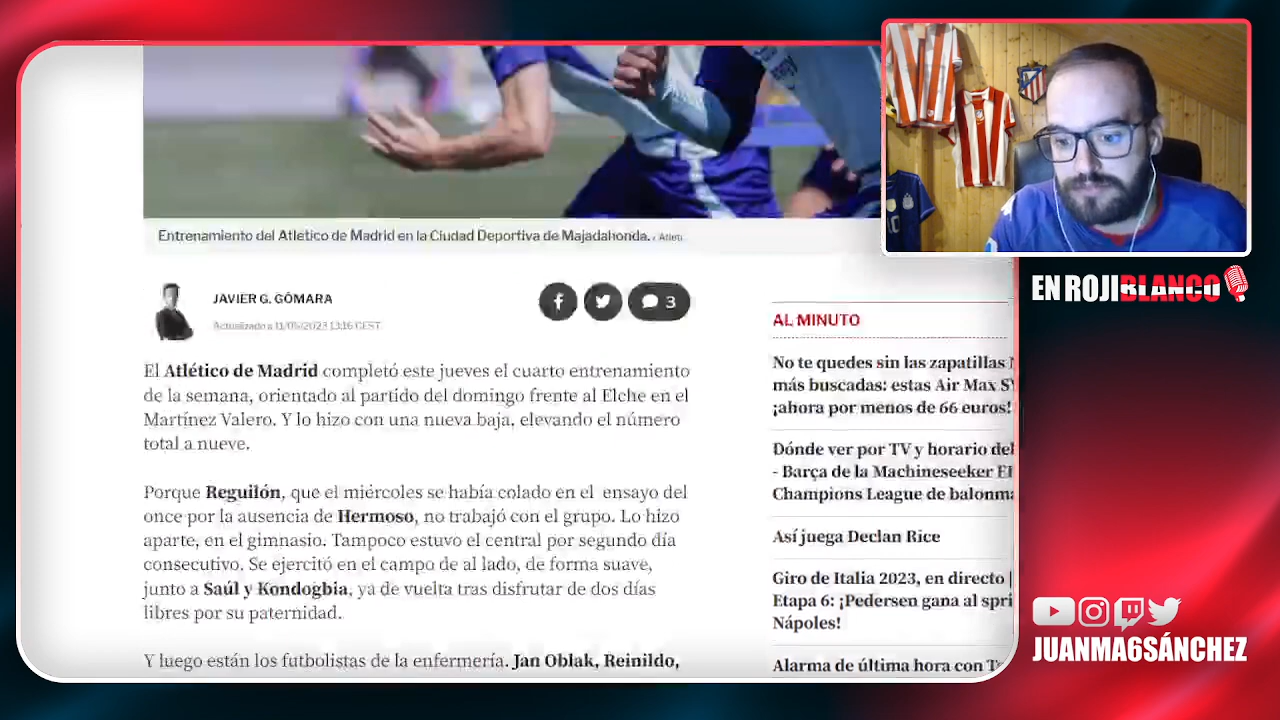 Entrenamiento del Atlético de Madrid en la Ciudad Deportiva de Majadahonda. / Atleti
JAVIER G. GÓMARA
3
Actualizado a 11/05/2023 13:16 CEST
El Atlético de Madrid completó este jueves el cuarto entrenamiento
de la semana, orientado al partido del domingo frente al Elche en el
Martínez Valero. Y lo hizo con una nueva baja, elevando el número
total a nueve.
Porque Reguilón, que el miércoles se había colado en el ensayo del
once por la ausencia de Hermoso, no trabajó con el grupo. Lo hizo
aparte, en el gimnasio. Tampoco estuvo el central por segundo día
consecutivo. Se ejercitó en el campo de al lado, de forma suave,
junto a Saúl y Kondogbia, ya de vuelta tras disfrutar de dos días
libres por su paternidad.
Y luego están los futbolistas de la enfermería. Jan Oblak, Reinildo,
AL MINUTO
No te quedes sin las zapatillas
más buscadas: estas Air Max
¡ahora por menos de 66 euros!
Dónde ver por TV y horario del
- Barça de la Machineseeker
Champions League de
Así juega Declan Rice
Giro de Italia 2023, en directo |
Etapa 6: ¡Pedersen gana al
Nápoles!
Alarma de última hora con
EN ROJIBLANCO
JUANMA6SÁNCHEZ